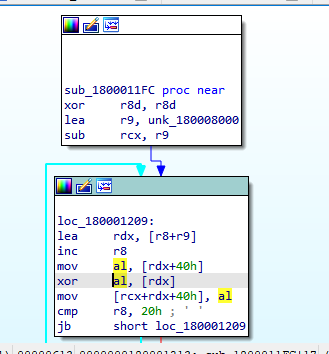 sub_1800011FC proc near
xor r8d, r8d
lea r9, unk_180008000
sub rcx, r9
loc_180001209:
lea rdx, [r8+r9]
inc r8
mov al, [rdx+40h]
xor al, [rdx]
mov [rcx+rdx+40h], al
cmp r8, 20h ; ' '
jb short loc_180001209